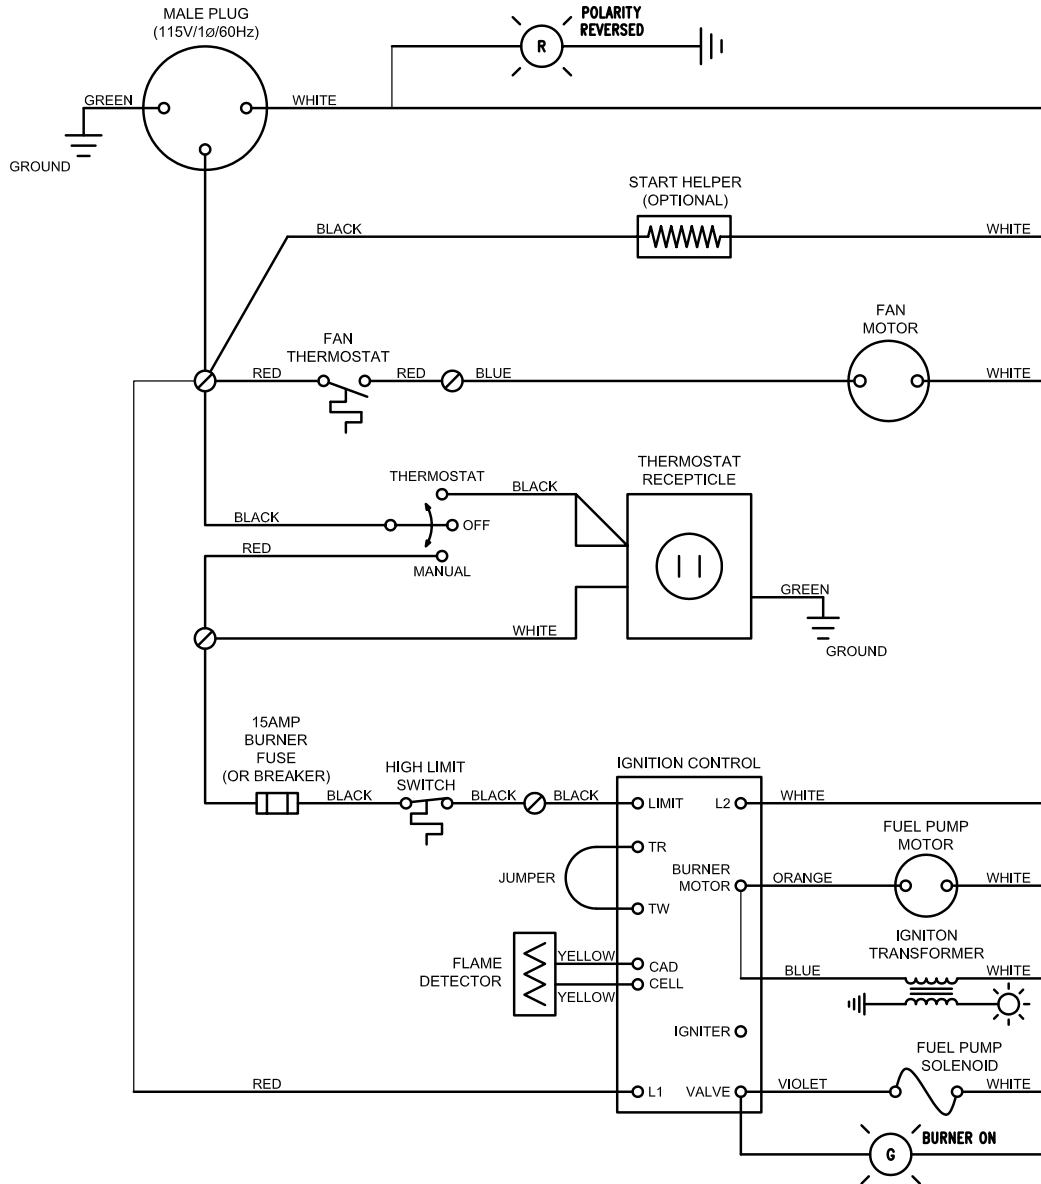 MALE PLUG
(115V/1ø/60Hz)
POLARITY
REVERSED
R
GREEN
WHITE
GROUND
START HELPER
(OPTIONAL)
BLACK
WHITE
FAN
MOTOR
FAN
THERMOSTAT
RED
RED
BLUE
WHITE
THERMOSTAT
RECEPTICLE
THERMOSTAT
BLACK
BLACK
OFF
RED
MANUAL
GREEN
WHITE
GROUND
15AMP
BURNER
FUSE
(OR BREAKER)
HIGH LIMIT
SWITCH
IGNITION CONTROL
BLACK
BLACK
BLACK
LIMIT
L2
WHITE
FUEL PUMP
MOTOR
TR
JUMPER
BURNER
MOTOR
ORANGE
WHITE
TW
IGNITON
TRANSFORMER
FLAME
DETECTOR
YELLOW
YELLOW
CAD
CELL
BLUE
WHITE
IGNITER
FUEL PUMP
SOLENOID
RED
L1
VALVE
VIOLET
WHITE
G
BURNER ON